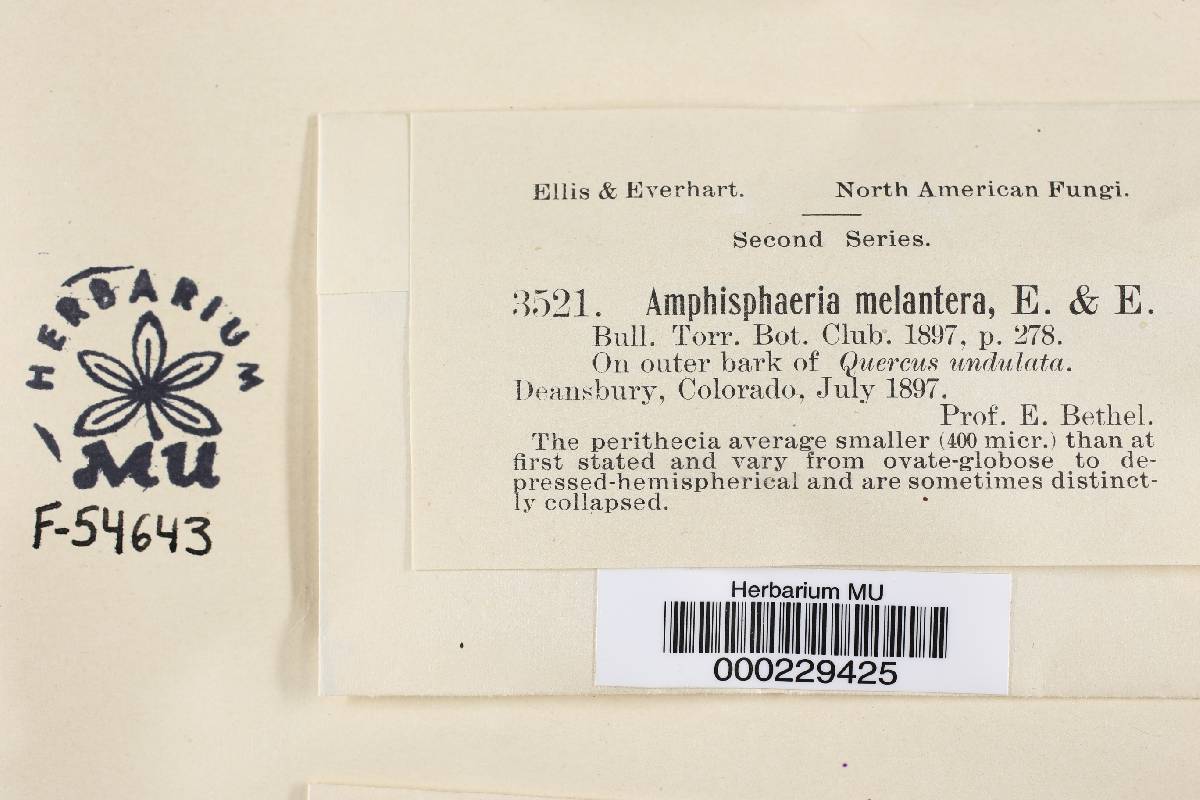 HERBARIUM
MU
F-54643
Ellis & Everhart. North American Fungi.
Second Series.
3521. Amphisphaeria melantera, E. & E.
Bull. Torr. Bot. Club. 1897, p. 278.
On outer bark of Quercus undulata.
Deansbury, Colorado, July 1897.
Prof. E. Bethel.
The perithecia average smaller (400 micr.) than at
first stated and vary from ovate-globose to de-
pressed-hemispherical and are sometimes distinct-
ly collapsed.
Herbarium MU
000229425